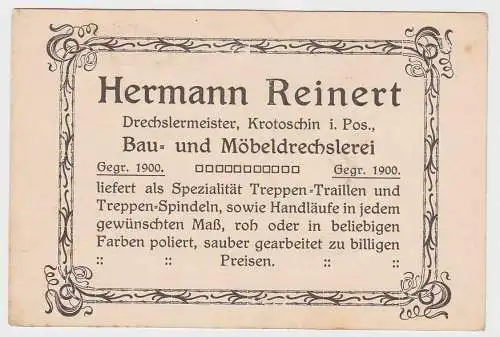 Hermann Reinert
Drechslermeister, Krotoschin i. Pos.,
Bau- und Möbeldrechslerei
Gegr. 1900. Gegr. 1900.
liefert als Spezialität Treppen-Traillen und
Treppen-Spindeln, sowie Handläufe in jedem
gewünschten Maß, roh oder in beliebigen
Farben poliert, sauber gearbeitet zu billigen
:: :: Preisen. :: ::